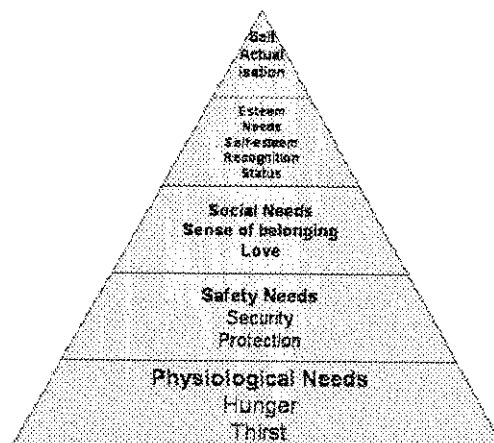 Self
Actual
isation
Esteem
Needs
Self-esteem
Recognition
Status
Social Needs
Sense of belonging
Love
Safety Needs
Security
Protection
Physiological Needs
Hunger
Thirst